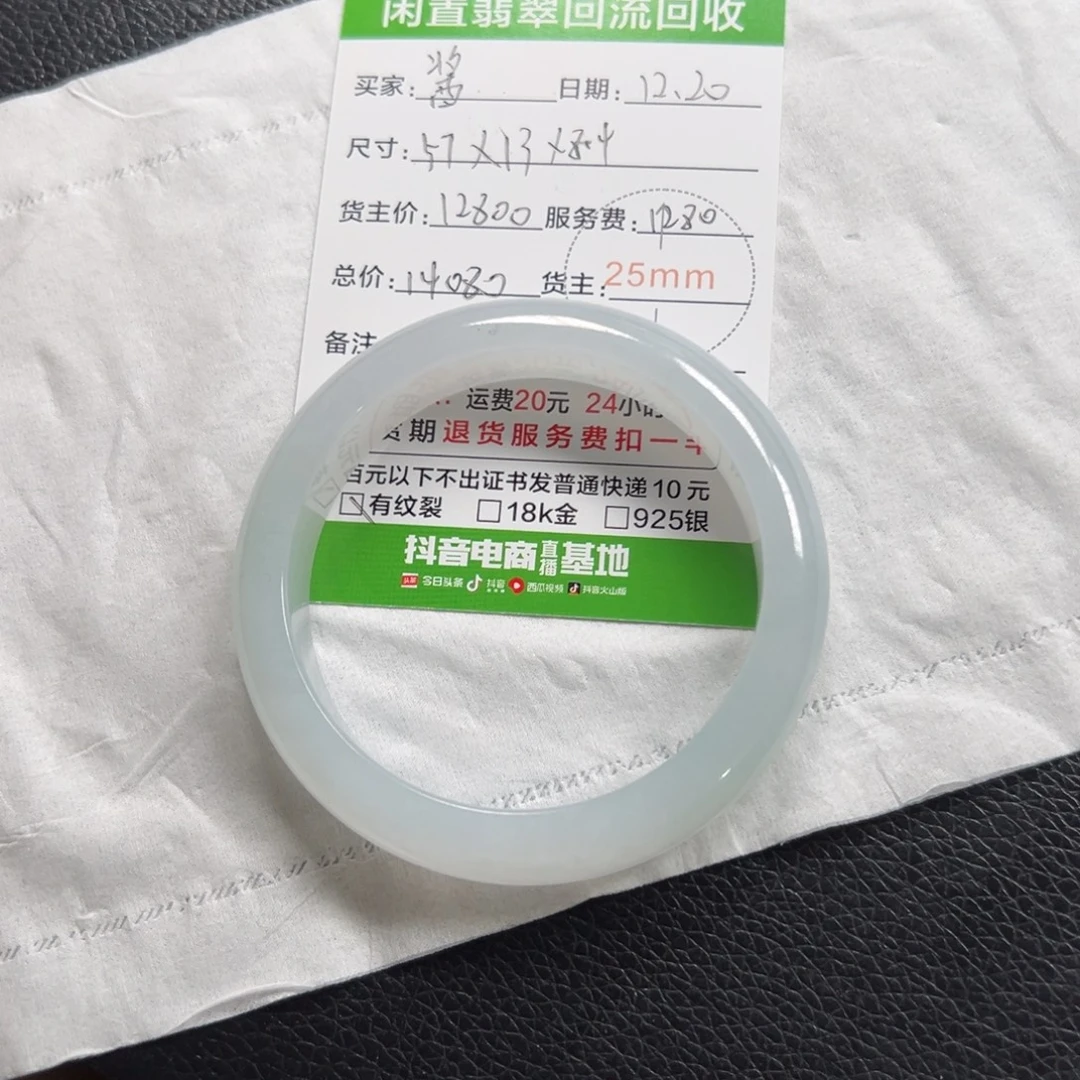 闲置翡翠回流回收
买家： 日期：12.20
尺寸：57X13X8.4
货主价：12800 服务费：1280
总价：14080 货主：25mm
备注
运费20元 24小时
货期退货服务费扣一半
百元以下不出证书发普通快递10元
有纹裂 18k金 925银
抖音电商直播基地
头条 今日头条 抖音 西瓜视频 抖音火山版